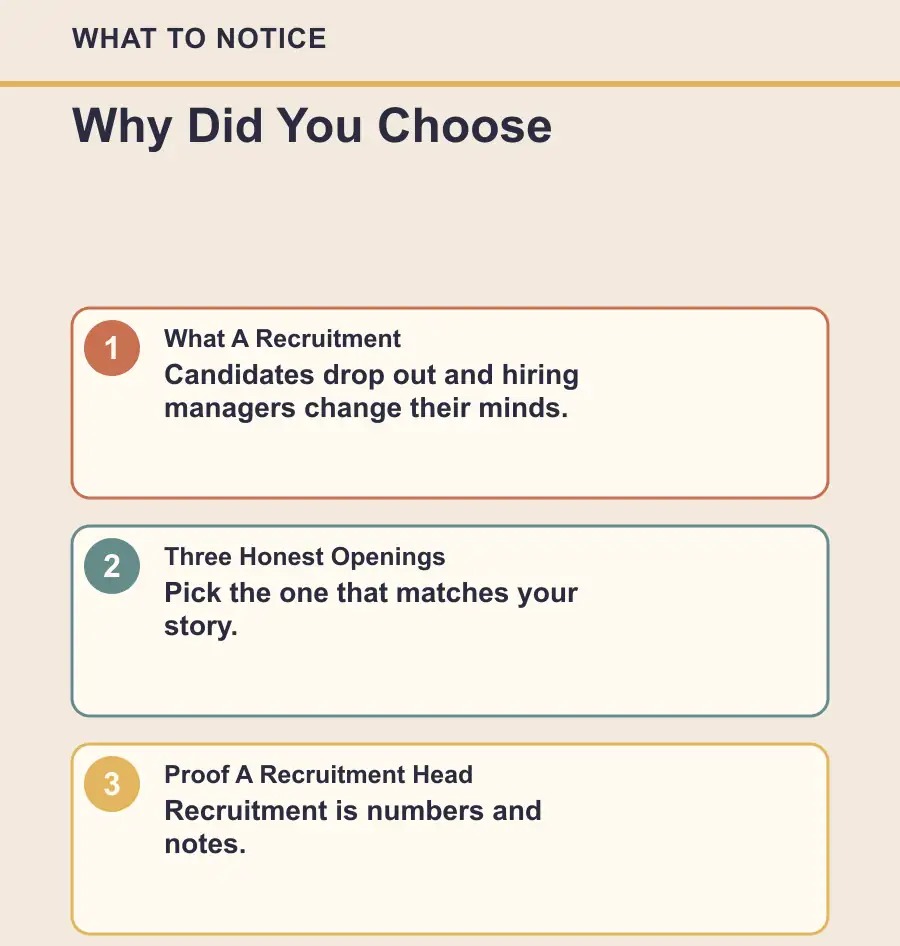 WHAT TO NOTICE
Why Did You Choose
1
What A Recruitment
Candidates drop out and hiring
managers change their minds.
2
Three Honest Openings
Pick the one that matches your
story.
3
Proof A Recruitment Head
Recruitment is numbers and
notes.